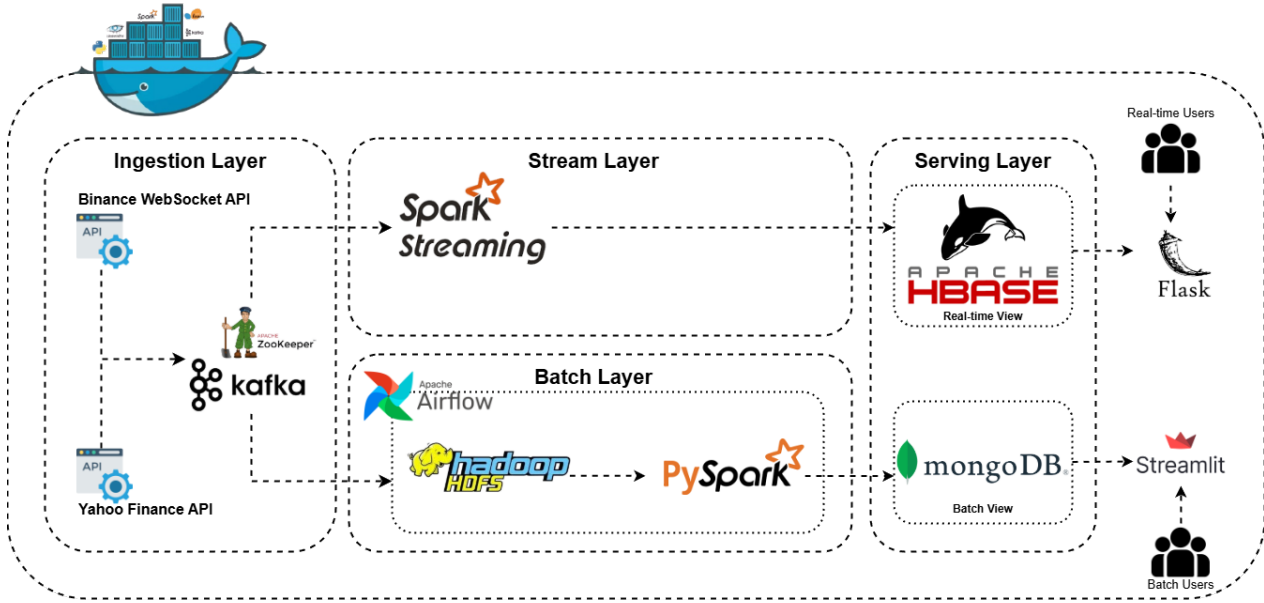 Spark
kafka
Ingestion Layer
Binance WebSocket API
API
APACHE
ZooKeeper™
kafka
API
Yahoo Finance API
Stream Layer
Spark
Streaming
Batch Layer
Apache
Airflow
hadoop
HDFS
PySpark
Serving Layer
APACHE
HBASE
Real-time View
mongoDB®
Batch View
Real-time Users
Flask
Streamlit
Batch Users